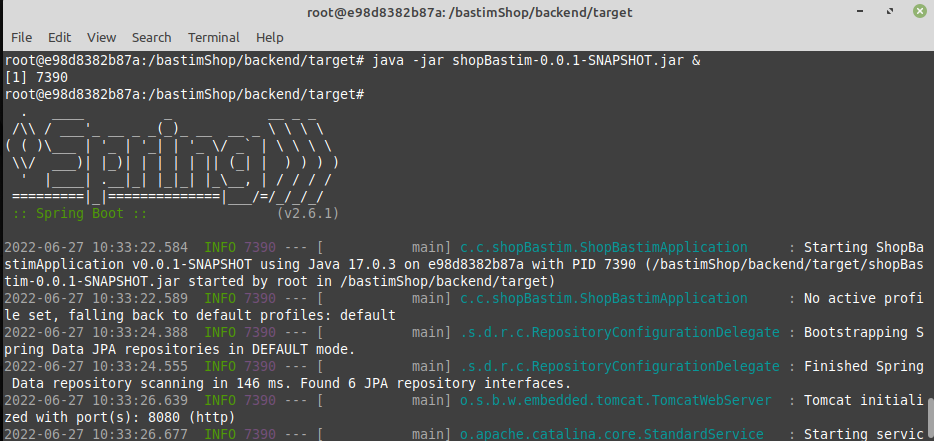 root@e98d8382b87a: /bastimShop/backend/target
File Edit View Search Terminal Help
root@e98d8382b87a:/bastimShop/backend/target# java -jar shopBastim-0.0.1-SNAPSHOT.jar &
[1] 7390
root@e98d8382b87a:/bastimShop/backend/target#
  .   ____          _            __ _ _
 /\\ / ___'_ __ _ _(_)_ __  __ _ \ \ \ \
( ( )\___ | '_ | '_| | '_ \/ _` | \ \ \ \
 \\/  ___)| |_)| | | | | || (_| |  ) ) ) )
  '  |____| .__|_| |_|_| |_\__, | / / / /
 =========|_|==============|___/=/_/_/_/
 :: Spring Boot ::                (v2.6.1)
2022-06-27 10:33:22.584  INFO 7390 --- [           main] c.c.shopBastim.ShopBastimApplication     : Starting ShopBa
stimApplication v0.0.1-SNAPSHOT using Java 17.0.3 on e98d8382b87a with PID 7390 (/bastimShop/backend/target/shopBas
tim-0.0.1-SNAPSHOT.jar started by root in /bastimShop/backend/target)
2022-06-27 10:33:22.589  INFO 7390 --- [           main] c.c.shopBastim.ShopBastimApplication     : No active profi
le set, falling back to default profiles: default
2022-06-27 10:33:24.388  INFO 7390 --- [           main] .s.d.r.c.RepositoryConfigurationDelegate : Bootstrapping S
pring Data JPA repositories in DEFAULT mode.
2022-06-27 10:33:24.555  INFO 7390 --- [           main] .s.d.r.c.RepositoryConfigurationDelegate : Finished Spring
 Data repository scanning in 146 ms. Found 6 JPA repository interfaces.
2022-06-27 10:33:26.639  INFO 7390 --- [           main] o.s.b.w.embedded.tomcat.TomcatWebServer  : Tomcat initiali
zed with port(s): 8080 (http)
2022-06-27 10:33:26.677  INFO 7390 --- [           main] o.apache.catalina.core.StandardService   : Starting servic